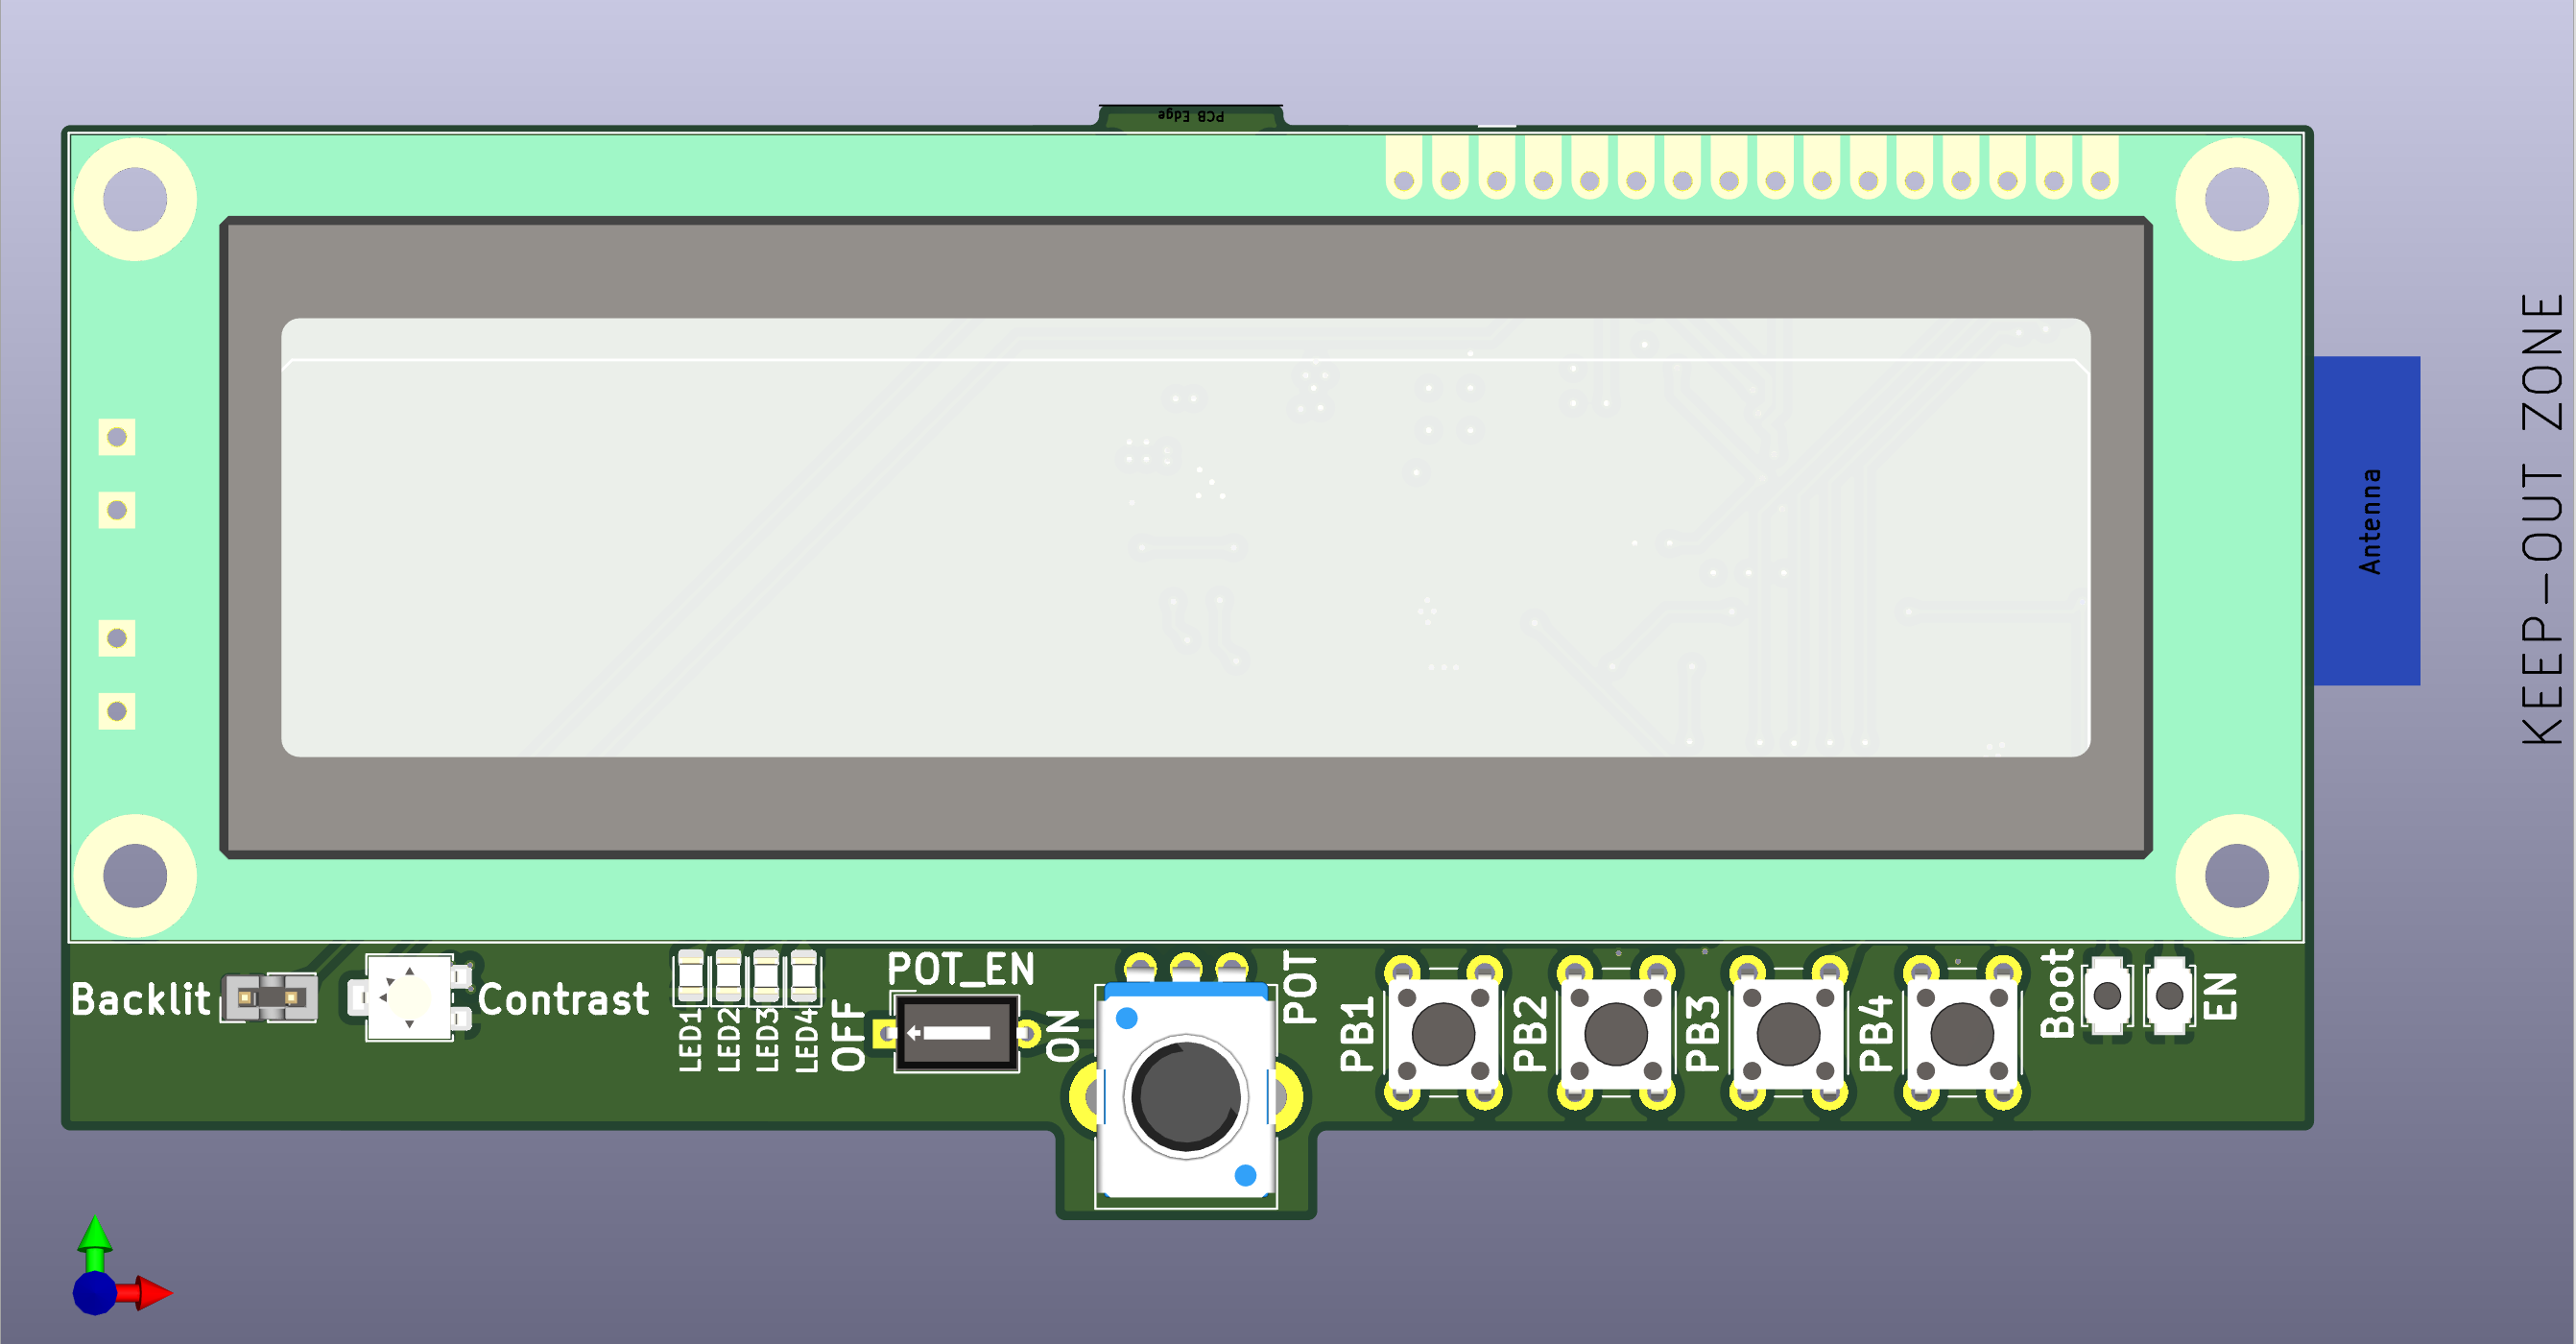 PCB Edge
KEEP-OUT ZONE
Antenna
Backlit
Contrast
LED1
LED2
LED3
LED4
POT_EN
OFF
ON
POT
PB1
PB2
PB3
PB4
Boot
EN